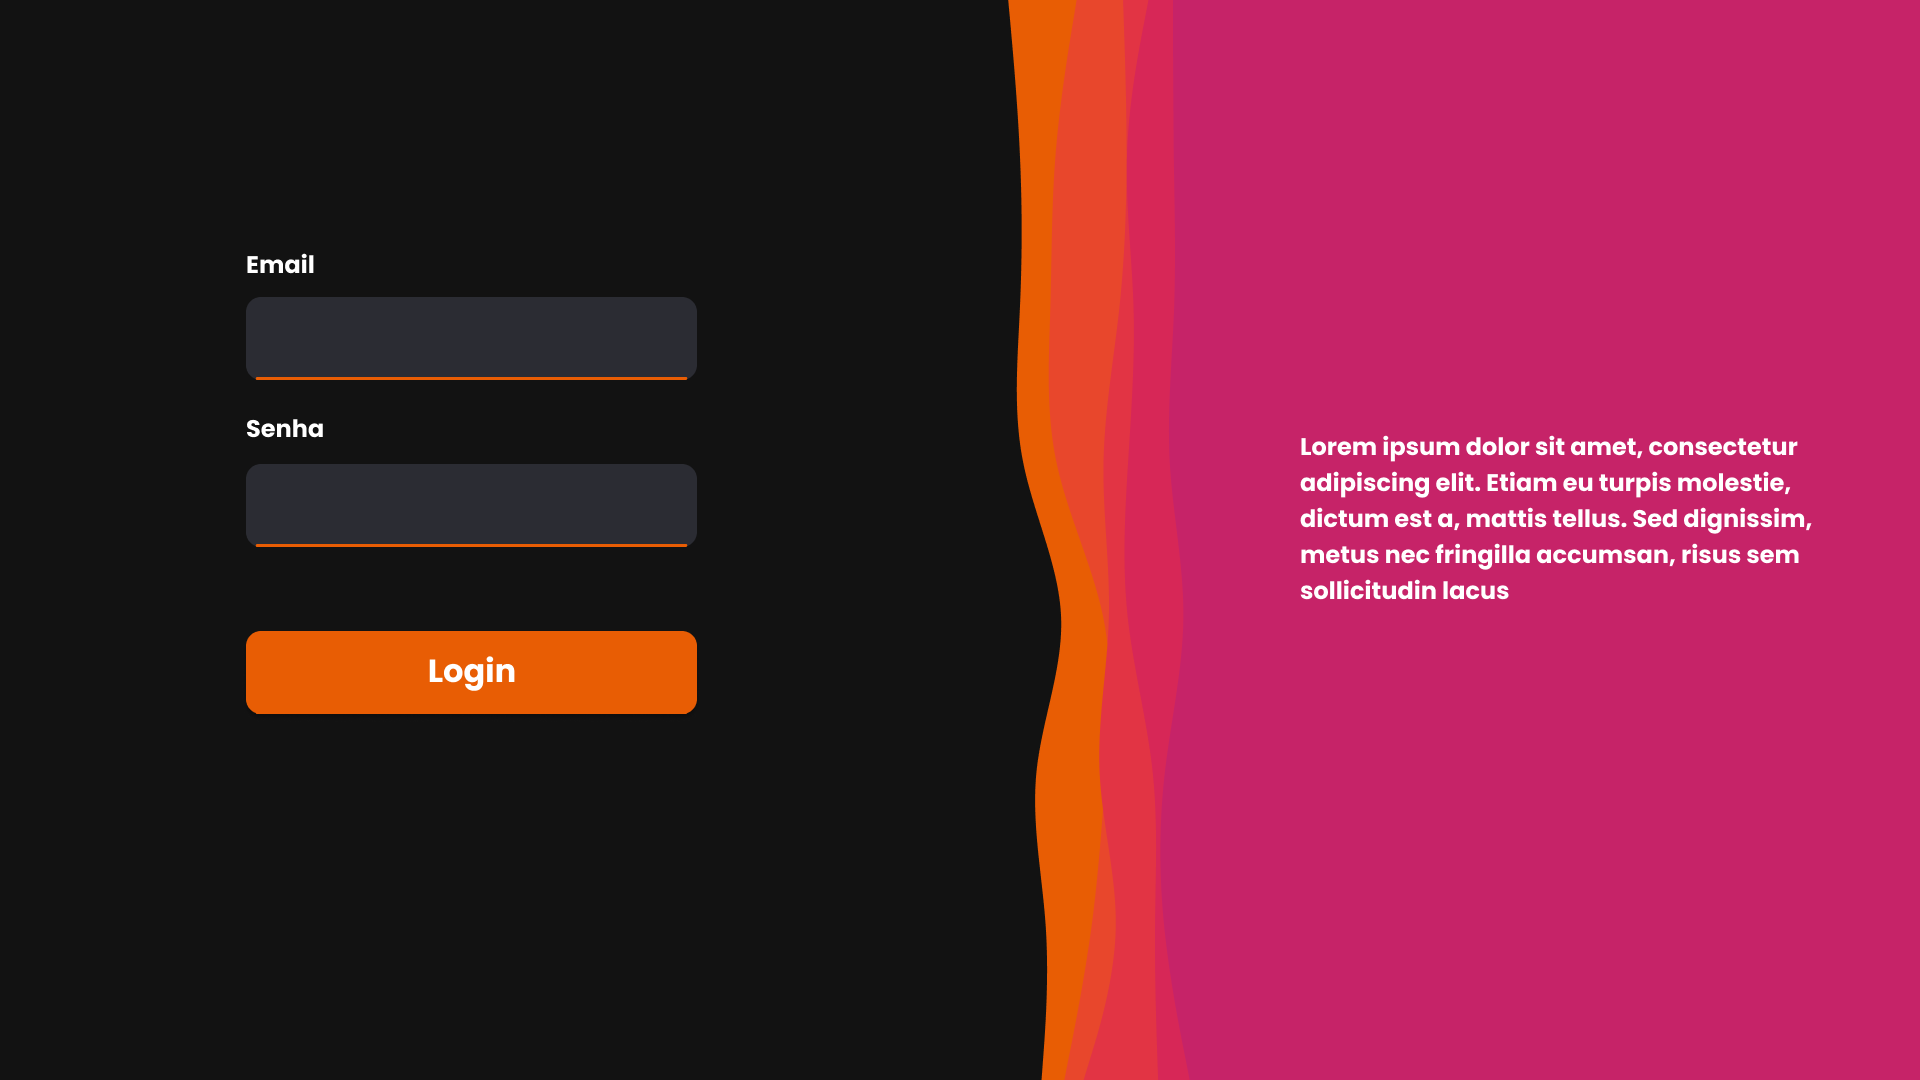 Email
Senha
Login
Lorem ipsum dolor sit amet, consectetur
adipiscing elit. Etiam eu turpis molestie,
dictum est a, mattis tellus. Sed dignissim,
metus nec fringilla accumsan, risus sem
sollicitudin lacus